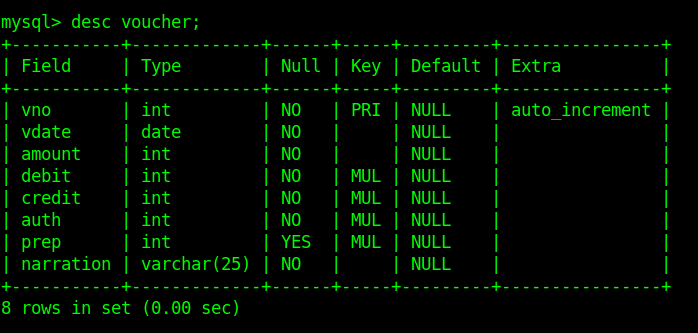 mysql> desc voucher;
+-----------+-------------+------+-----+---------+----------------+
| Field     | Type        | Null | Key | Default | Extra          |
+-----------+-------------+------+-----+---------+----------------+
| vno       | int         | NO   | PRI | NULL    | auto_increment |
| vdate     | date        | NO   |     | NULL    |                |
| amount    | int         | NO   |     | NULL    |                |
| debit     | int         | NO   | MUL | NULL    |                |
| credit    | int         | NO   | MUL | NULL    |                |
| auth      | int         | NO   | MUL | NULL    |                |
| prep      | int         | YES  | MUL | NULL    |                |
| narration | varchar(25) | NO   |     | NULL    |                |
+-----------+-------------+------+-----+---------+----------------+
8 rows in set (0.00 sec)